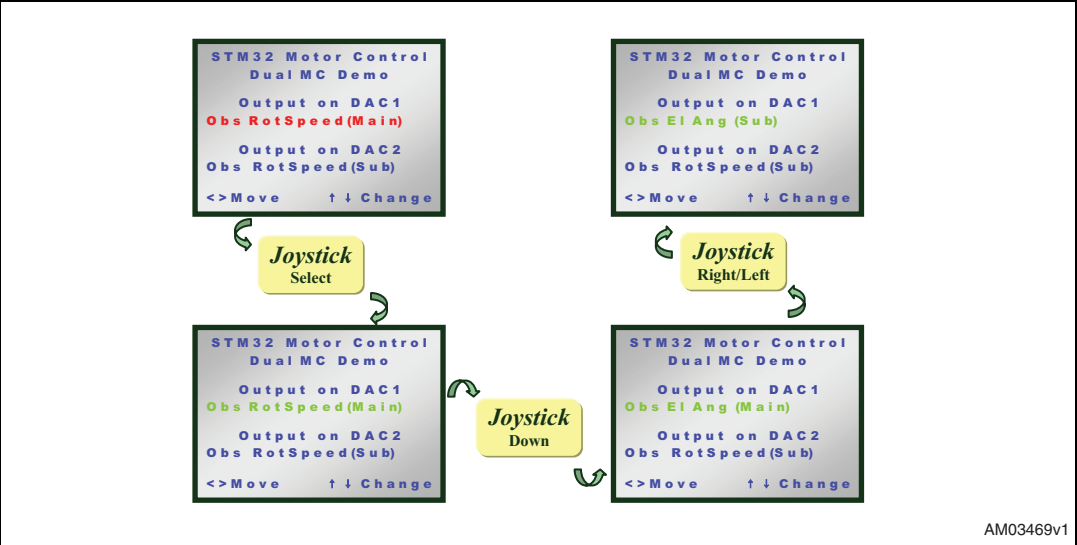 STM32 Motor Control
Dual MC Demo
Output on DAC1
Obs RotSpeed(Main)
Output on DAC2
Obs RotSpeed(Sub)
<>Move ↑↓Change
Joystick
Select
STM32 Motor Control
Dual MC Demo
Output on DAC1
Obs RotSpeed(Main)
Output on DAC2
Obs RotSpeed(Sub)
<>Move ↑↓Change
Joystick
Down
STM32 Motor Control
Dual MC Demo
Output on DAC1
Obs El Ang (Main)
Output on DAC2
Obs RotSpeed(Sub)
<>Move ↑↓Change
Joystick
Right/Left
STM32 Motor Control
Dual MC Demo
Output on DAC1
Obs El Ang (Sub)
Output on DAC2
Obs RotSpeed(Sub)
<>Move ↑↓Change
AM03469v1